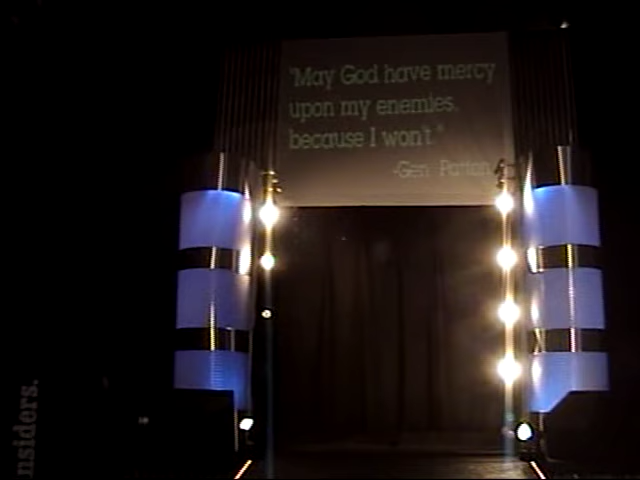 "May God have mercy
upon my enemies,
because I won't."
-Gen. Patton
nsiders.